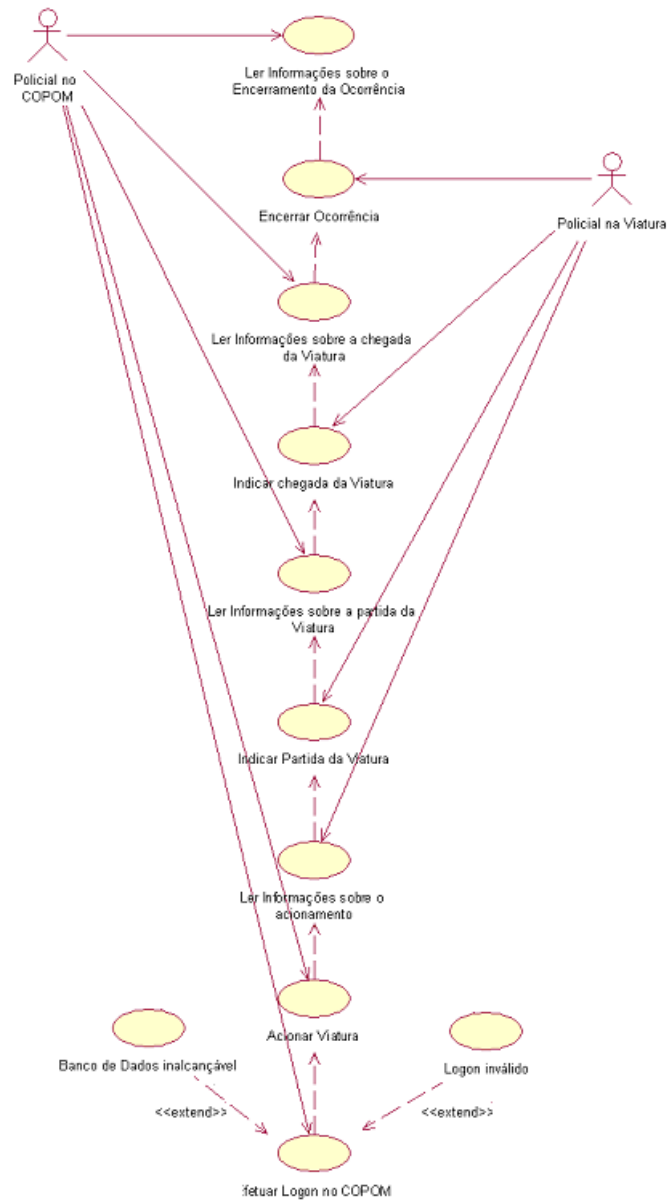 Policial no
COPOM
Ler Informações sobre o
Encerramento da Ocorrência
Encerrar Ocorrência
Policial na Viatura
Ler Informações sobre a chegada
da Viatura
Indicar chegada da Viatura
Ler Informações sobre a partida da
Viatura
Indicar Partida da Viatura
Ler Informações sobre o
acionamento
Acionar Viatura
Banco de Dados inalcançável
Logon inválido
<<extend>>
<<extend>>
fetuar Logon no COPOM